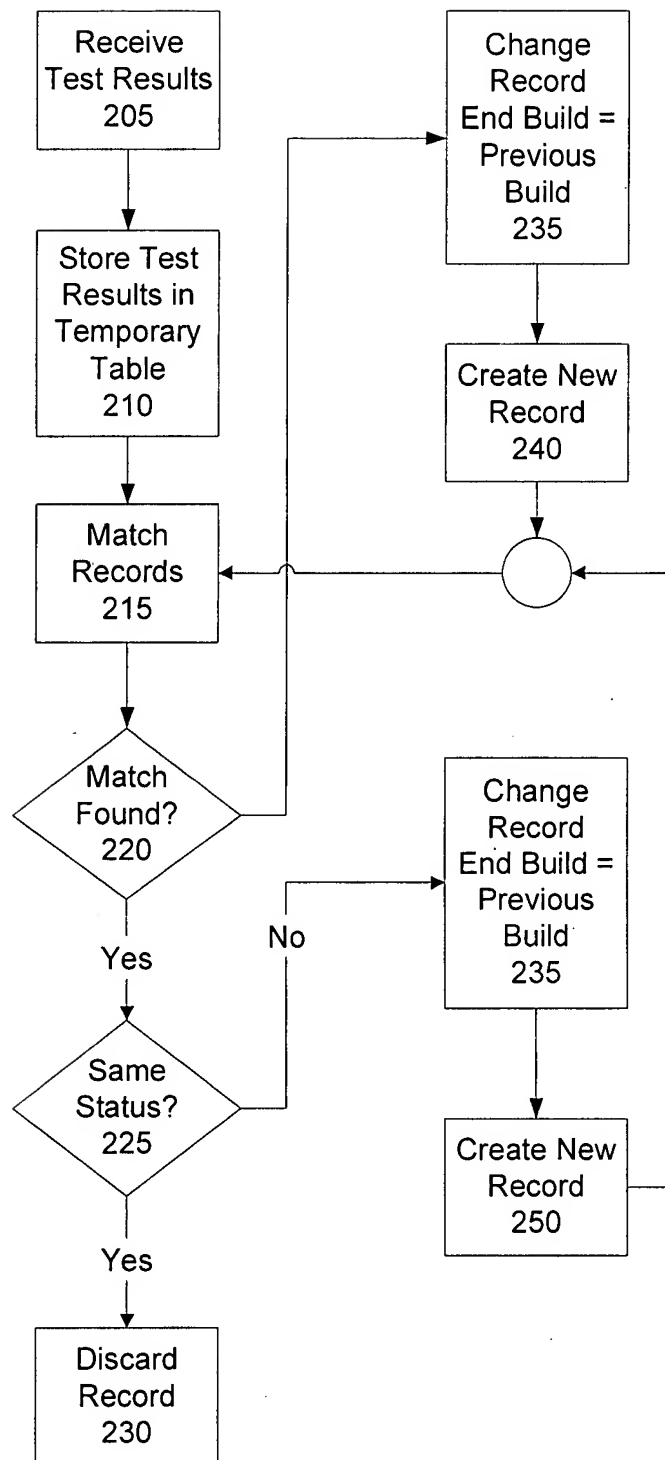 Receive
Test Results
205
Store Test
Results in
Temporary
Table
210
Match
Records
215
Match
Found?
220
Yes
Same
Status?
225
Yes
Discard
Record
230
No
Change
Record
End Build =
Previous
Build
235
Create New
Record
240
Change
Record
End Build =
Previous
Build
235
Create New
Record
250